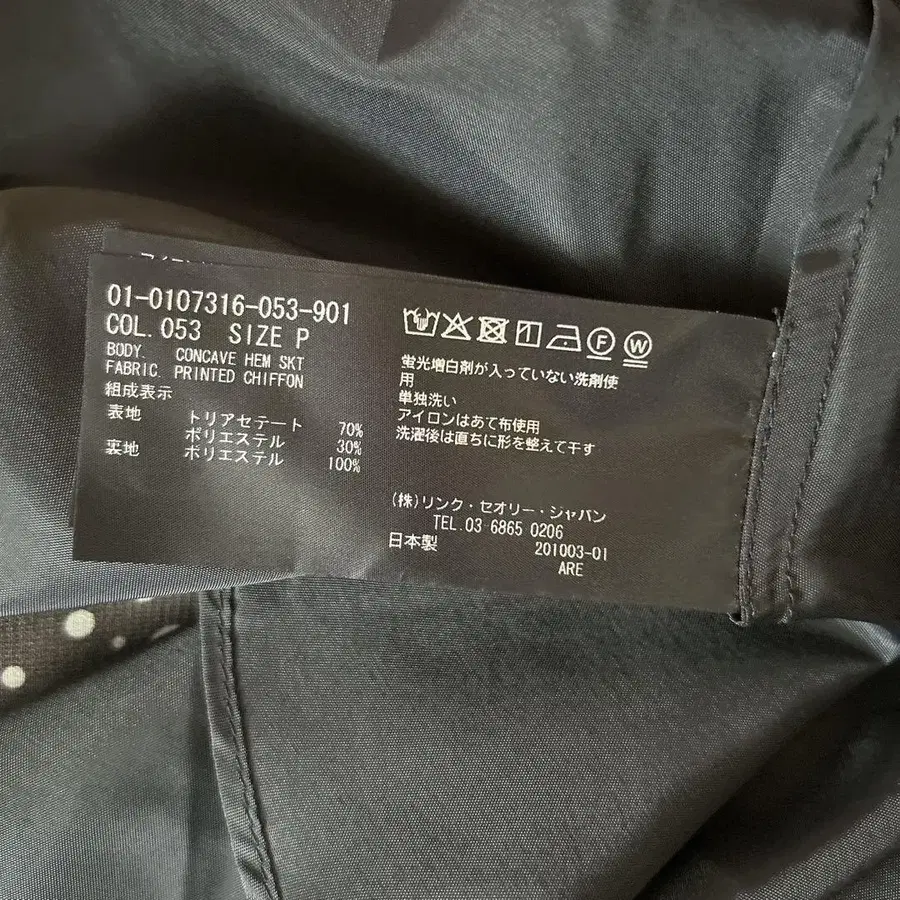 01-0107316-053-901
COL. 053 SIZE P
BODY. CONCAVE HEM SKT
FABRIC. PRINTED CHIFFON
組成表示
表地 トリアセテート 70%
ポリエステル 30%
裏地 ポリエステル 100%
F W
蛍光増白剤が入っていない洗剤使
用
単独洗い
アイロンはあて布使用
洗濯後は直ちに形を整えて干す
(株)リンク・セオリー・ジャパン
TEL.03 6865 0206
日本製 201003-01
ARE